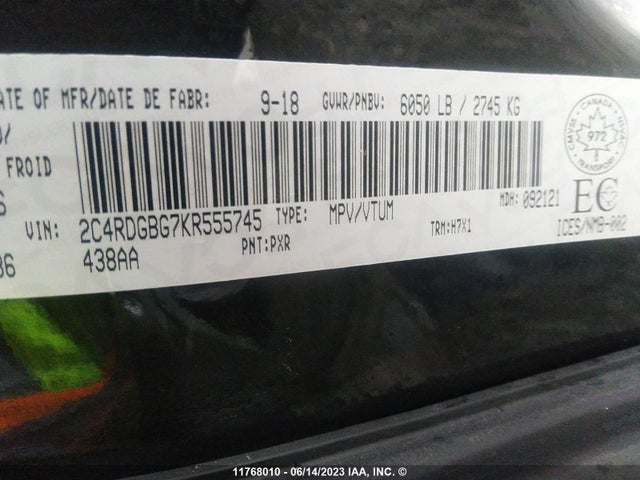 ATE OF MFR/DATE DE FABR: 9-18 GVWR/PNBV: 6050 LB / 2745 KG
FROID
CMVSS · CANADA · NVAC
972
TRANSPORT
MDH: 092121
EC
ICES/NMB-002
VIN: 2C4RDGBG7KR555745 TYPE: MPV/VTUM
TRM:H7X1
438AA PNT:PXR
11768010 - 06/14/2023 IAA, INC. ©